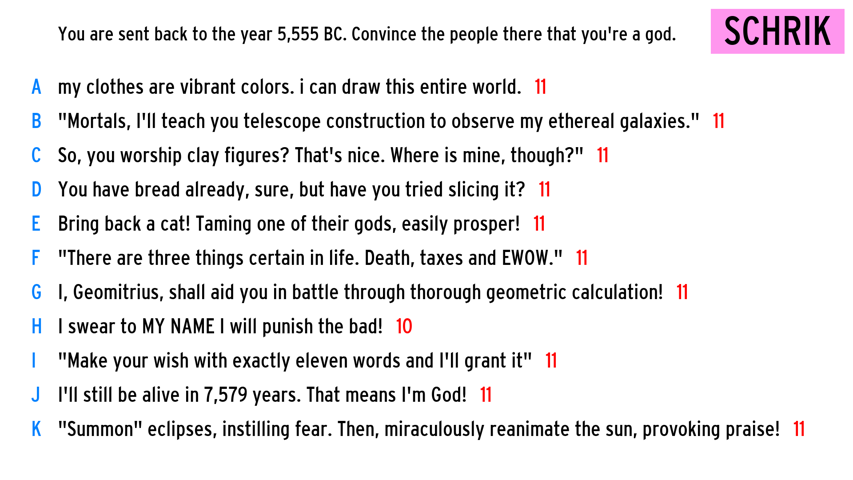 You are sent back to the year 5,555 BC. Convince the people there that you're a god.
SCHRIK
A my clothes are vibrant colors. i can draw this entire world. 11
B "Mortals, I'll teach you telescope construction to observe my ethereal galaxies." 11
C So, you worship clay figures? That's nice. Where is mine, though?" 11
D You have bread already, sure, but have you tried slicing it? 11
E Bring back a cat! Taming one of their gods, easily prosper! 11
F "There are three things certain in life. Death, taxes and EWOW." 11
G I, Geomitrius, shall aid you in battle through thorough geometric calculation! 11
H I swear to MY NAME I will punish the bad! 10
I "Make your wish with exactly eleven words and I'll grant it" 11
J I'll still be alive in 7,579 years. That means I'm God! 11
K "Summon" eclipses, instilling fear. Then, miraculously reanimate the sun, provoking praise! 11